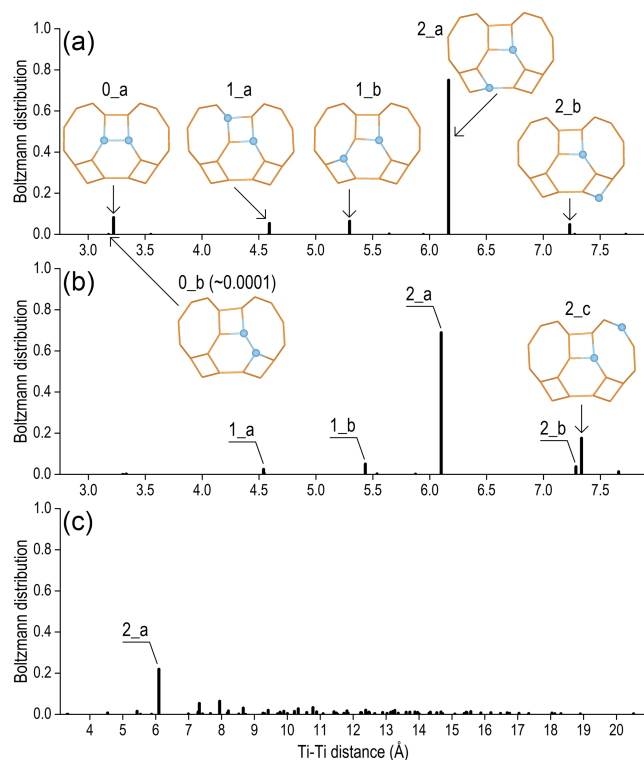 (a)
Boltzmann distribution
1.0
0.8
0.6
0.4
0.2
0.0
0_a
1_a
1_b
2_a
2_b
3.0 3.5 4.0 4.5 5.0 5.5 6.0 6.5 7.0 7.5
(b)
Boltzmann distribution
1.0
0.8
0.6
0.4
0.2
0.0
0_b (~0.0001)
2_a
2_c
1_a
1_b
2_b
3.0 3.5 4.0 4.5 5.0 5.5 6.0 6.5 7.0 7.5
(c)
Boltzmann distribution
1.0
0.8
0.6
0.4
0.2
0.0
2_a
4 5 6 7 8 9 10 11 12 13 14 15 16 17 18 19 20
Ti-Ti distance (Å)